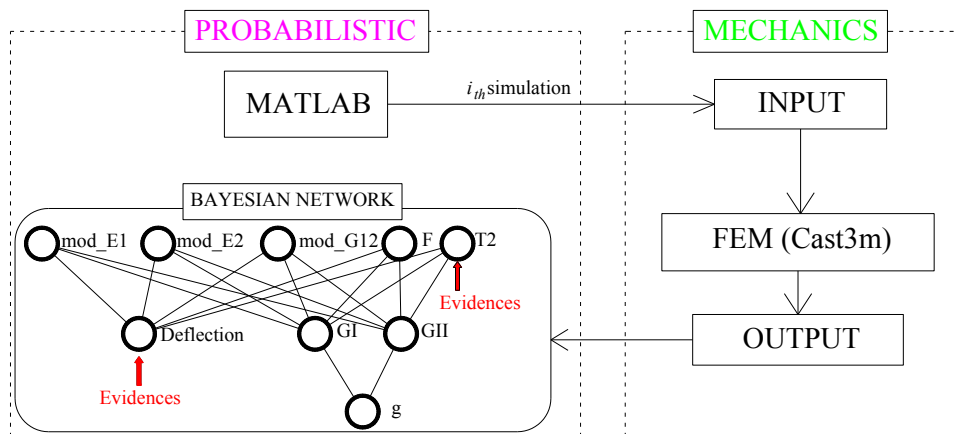 PROBABILISTIC
MECHANICS
MATLAB
i_th simulation
INPUT
BAYESIAN NETWORK
mod_E1
mod_E2
mod_G12
F
T2
FEM (Cast3m)
Evidences
Deflection
GI
GII
OUTPUT
Evidences
g